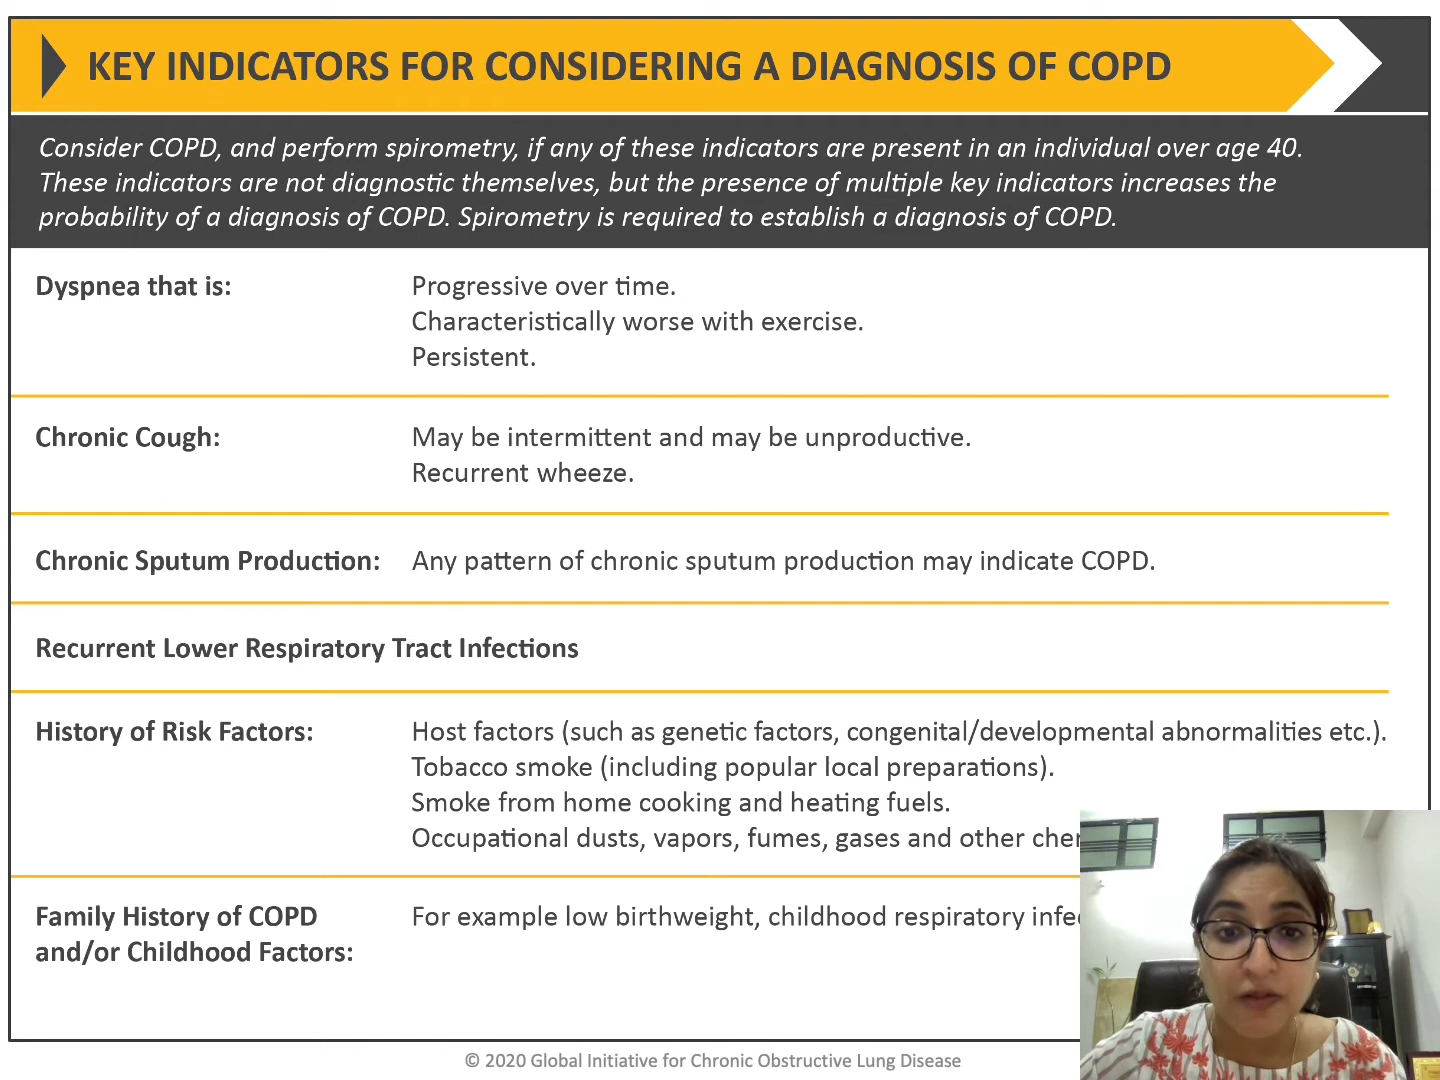 KEY INDICATORS FOR CONSIDERING A DIAGNOSIS OF COPD
Consider COPD, and perform spirometry, if any of these indicators are present in an individual over age 40.
These indicators are not diagnostic themselves, but the presence of multiple key indicators increases the
probability of a diagnosis of COPD. Spirometry is required to establish a diagnosis of COPD.
Dyspnea that is: Progressive over time.
Characteristically worse with exercise.
Persistent.
Chronic Cough: May be intermittent and may be unproductive.
Recurrent wheeze.
Chronic Sputum Production: Any pattern of chronic sputum production may indicate COPD.
Recurrent Lower Respiratory Tract Infections
History of Risk Factors: Host factors (such as genetic factors, congenital/developmental abnormalities etc.).
Tobacco smoke (including popular local preparations).
Smoke from home cooking and heating fuels.
Occupational dusts, vapors, fumes, gases and other
Family History of COPD For example low birthweight, childhood respiratory
and/or Childhood Factors:
© 2020 Global Initiative for Chronic Obstructive Lung Disease